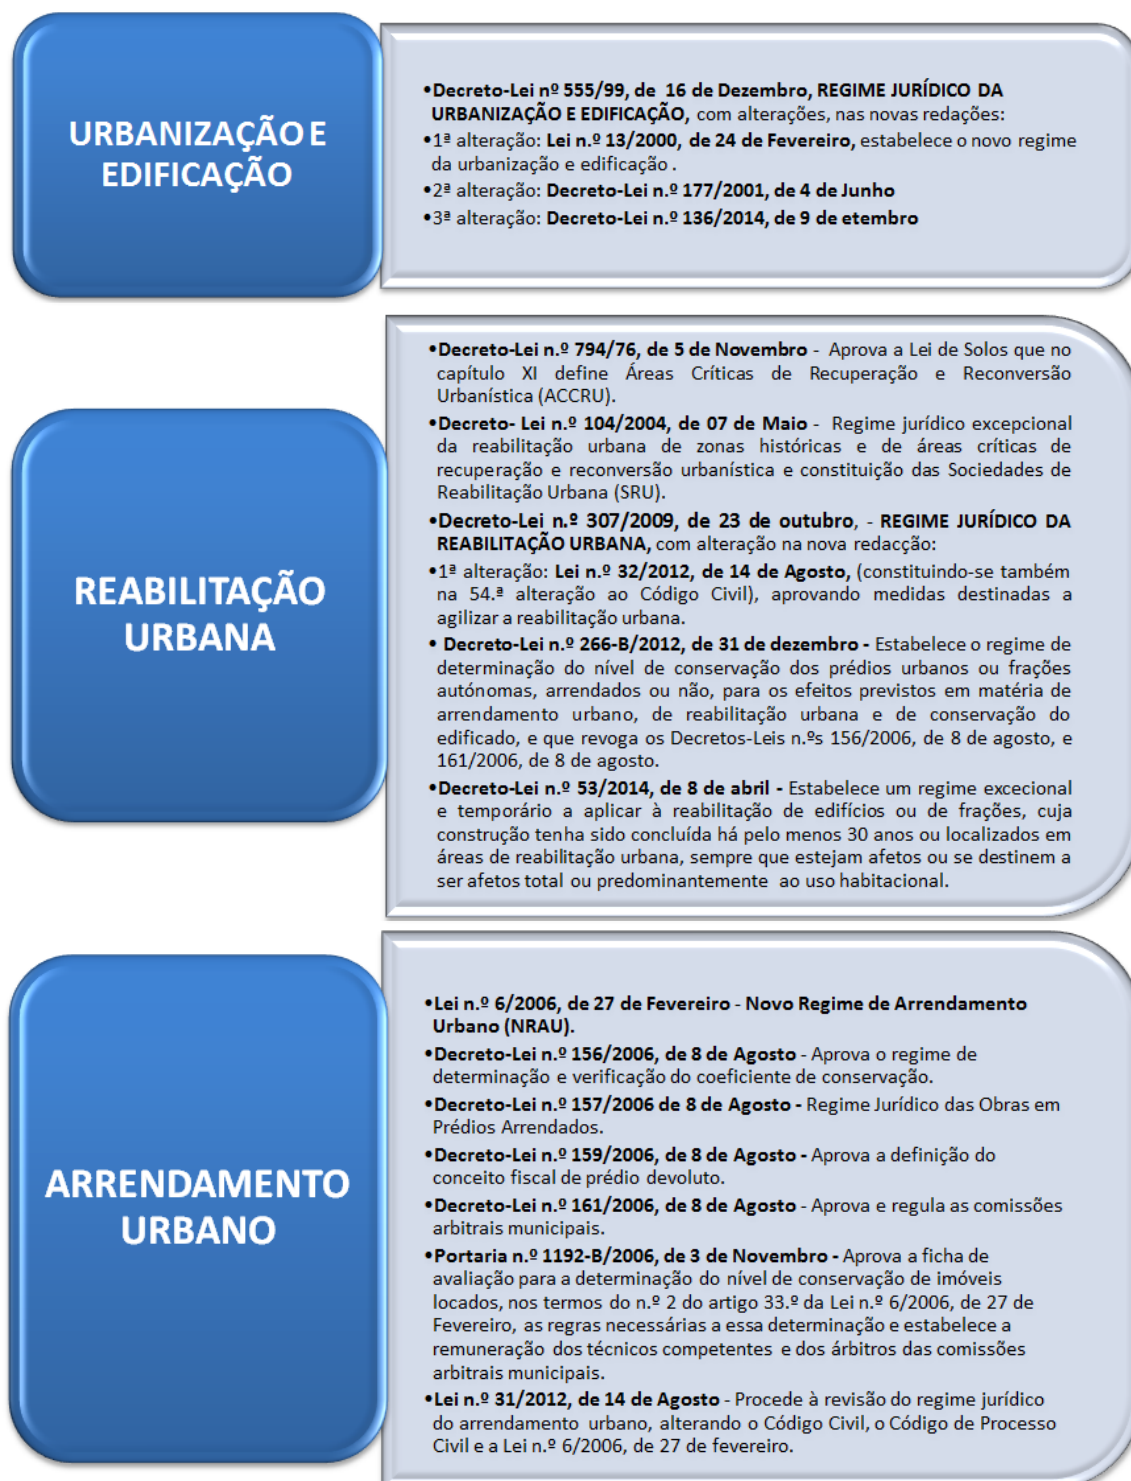 URBANIZAÇÃO E
EDIFICAÇÃO
•Decreto-Lei nº 555/99, de 16 de Dezembro, REGIME JURÍDICO DA
URBANIZAÇÃO E EDIFICAÇÃO, com alterações, nas novas redações:
•1ª alteração: Lei n.º 13/2000, de 24 de Fevereiro, estabelece o novo regime
da urbanização e edificação .
•2ª alteração: Decreto-Lei n.º 177/2001, de 4 de Junho
•3ª alteração: Decreto-Lei n.º 136/2014, de 9 de etembro
REABILITAÇÃO
URBANA
•Decreto-Lei n.º 794/76, de 5 de Novembro - Aprova a Lei de Solos que no
capítulo XI define Áreas Críticas de Recuperação e Reconversão
Urbanística (ACCRU).
•Decreto- Lei n.º 104/2004, de 07 de Maio - Regime jurídico excepcional
da reabilitação urbana de zonas históricas e de áreas críticas de
recuperação e reconversão urbanística e constituição das Sociedades de
Reabilitação Urbana (SRU).
•Decreto-Lei n.º 307/2009, de 23 de outubro, - REGIME JURÍDICO DA
REABILITAÇÃO URBANA, com alteração na nova redacção:
•1ª alteração: Lei n.º 32/2012, de 14 de Agosto, (constituindo-se também
na 54.ª alteração ao Código Civil), aprovando medidas destinadas a
agilizar a reabilitação urbana.
• Decreto-Lei n.º 266-B/2012, de 31 de dezembro - Estabelece o regime de
determinação do nível de conservação dos prédios urbanos ou frações
autónomas, arrendados ou não, para os efeitos previstos em matéria de
arrendamento urbano, de reabilitação urbana e de conservação do
edificado, e que revoga os Decretos-Leis n.ºs 156/2006, de 8 de agosto, e
161/2006, de 8 de agosto.
•Decreto-Lei n.º 53/2014, de 8 de abril - Estabelece um regime excecional
e temporário a aplicar à reabilitação de edifícios ou de frações, cuja
construção tenha sido concluída há pelo menos 30 anos ou localizados em
áreas de reabilitação urbana, sempre que estejam afetos ou se destinem a
ser afetos total ou predominantemente ao uso habitacional.
ARRENDAMENTO
URBANO
•Lei n.º 6/2006, de 27 de Fevereiro - Novo Regime de Arrendamento
Urbano (NRAU).
•Decreto-Lei n.º 156/2006, de 8 de Agosto - Aprova o regime de
determinação e verificação do coeficiente de conservação.
•Decreto-Lei n.º 157/2006 de 8 de Agosto - Regime Jurídico das Obras em
Prédios Arrendados.
•Decreto-Lei n.º 159/2006, de 8 de Agosto - Aprova a definição do
conceito fiscal de prédio devoluto.
•Decreto-Lei n.º 161/2006, de 8 de Agosto - Aprova e regula as comissões
arbitrais municipais.
•Portaria n.º 1192-B/2006, de 3 de Novembro - Aprova a ficha de
avaliação para a determinação do nível de conservação de imóveis
locados, nos termos do n.º 2 do artigo 33.º da Lei n.º 6/2006, de 27 de
Fevereiro, as regras necessárias a essa determinação e estabelece a
remuneração dos técnicos competentes e dos árbitros das comissões
arbitrais municipais.
•Lei n.º 31/2012, de 14 de Agosto - Procede à revisão do regime jurídico
do arrendamento urbano, alterando o Código Civil, o Código de Processo
Civil e a Lei n.º 6/2006, de 27 de fevereiro.